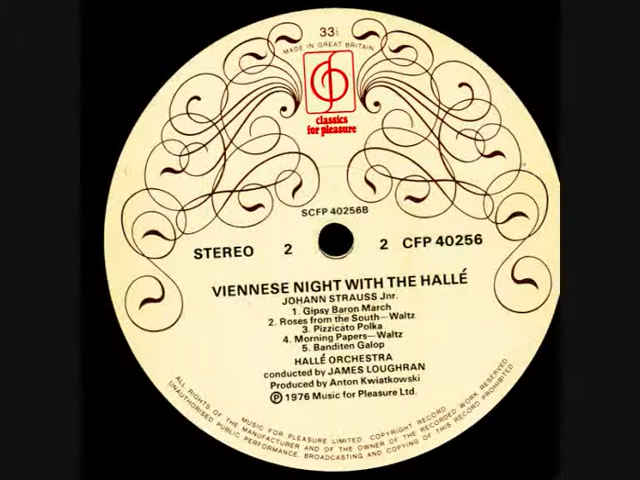 33⅓
MADE IN GREAT BRITAIN
classics
for pleasure
SCFP 40256B
STEREO 2 2 CFP 40256
VIENNESE NIGHT WITH THE HALLÉ
JOHANN STRAUSS Jnr.
1. Gipsy Baron March
2. Roses from the South—Waltz
3. Pizzicato Polka
4. Morning Papers—Waltz
5. Banditen Galop
HALLÉ ORCHESTRA
conducted by JAMES LOUGHRAN
Produced by Anton Kwiatkowski
Ⓟ 1976 Music for Pleasure Ltd.
MUSIC FOR PLEASURE LIMITED. COPYRIGHT RECORD
ALL RIGHTS OF THE MANUFACTURER AND OF THE OWNER OF THE RECORDED WORK RESERVED
UNAUTHORISED PUBLIC PERFORMANCE, BROADCASTING AND COPYING OF THIS RECORD PROHIBITED